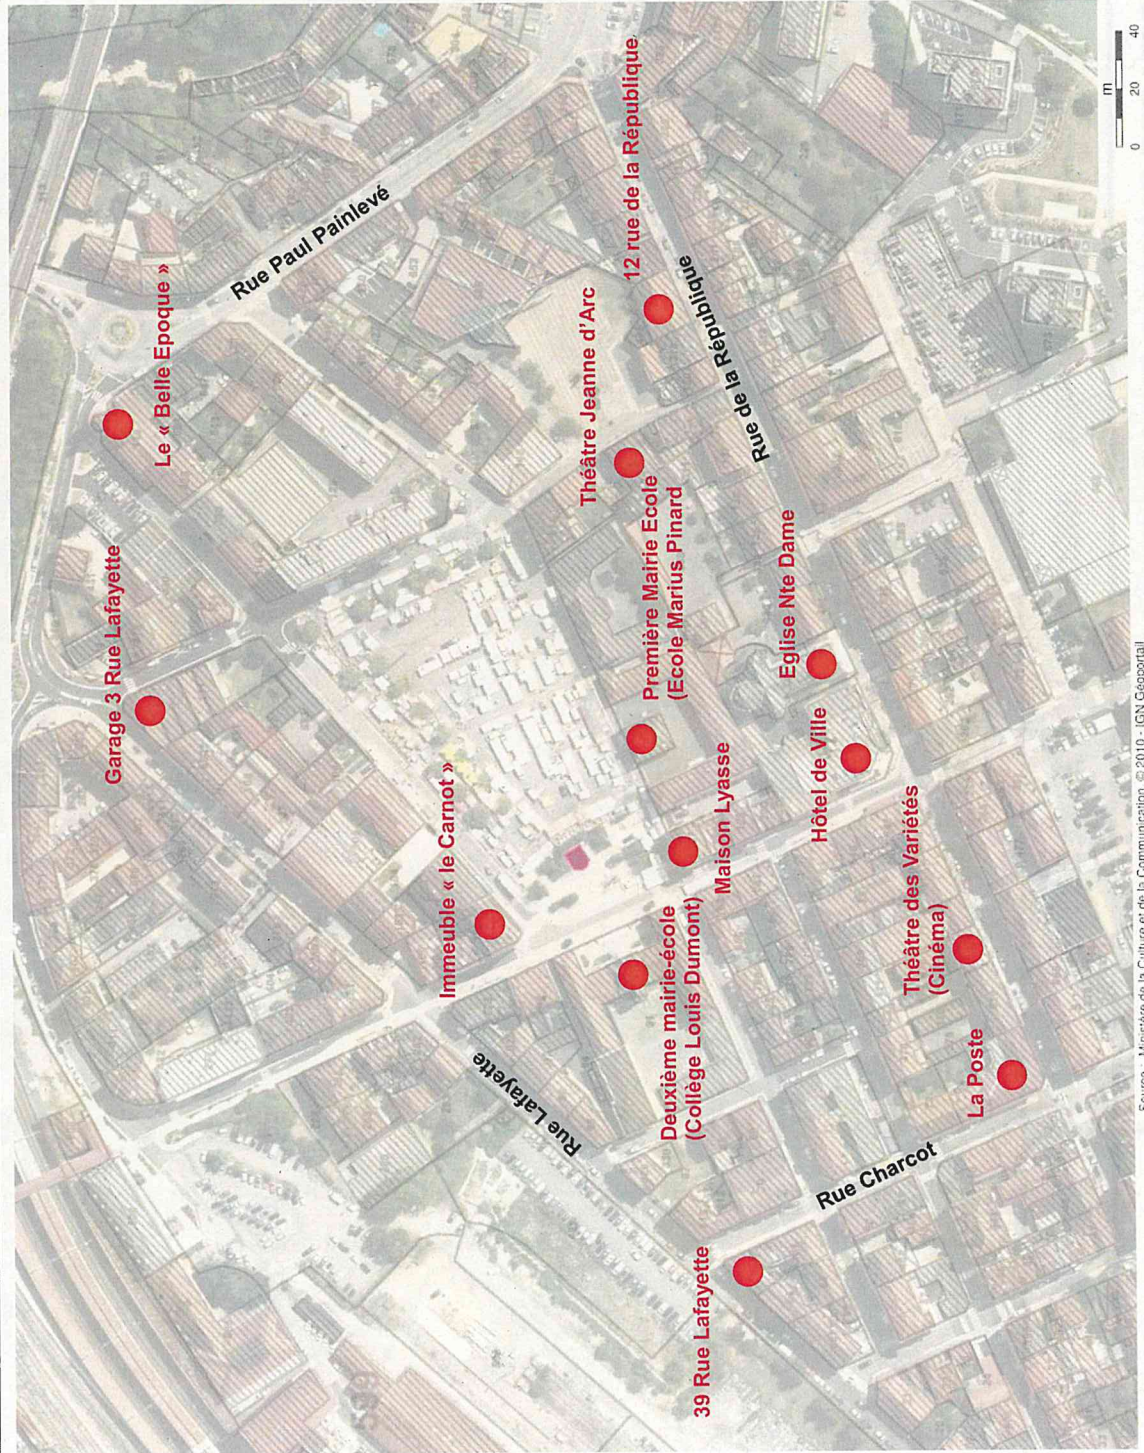 Le « Belle Epoque »
Rue Paul Painlevé
Garage 3 Rue Lafayette
12 rue de la République
Théâtre Jeanne d'Arc
Rue de la République
Immeuble « le Carnot »
Première Mairie Ecole
(Ecole Marius Pinard)
Eglise Nte Dame
Maison Lyasse
Hôtel de Ville
Rue Lafayette
Deuxième mairie-école
(Collège Louis Dumont)
Théâtre des Variétés
(Cinéma)
39 Rue Lafayette
Rue Charcot
La Poste
m
0 20 40
Source : Ministère de la Culture et de la Communication © 2010 - IGN Géoportail